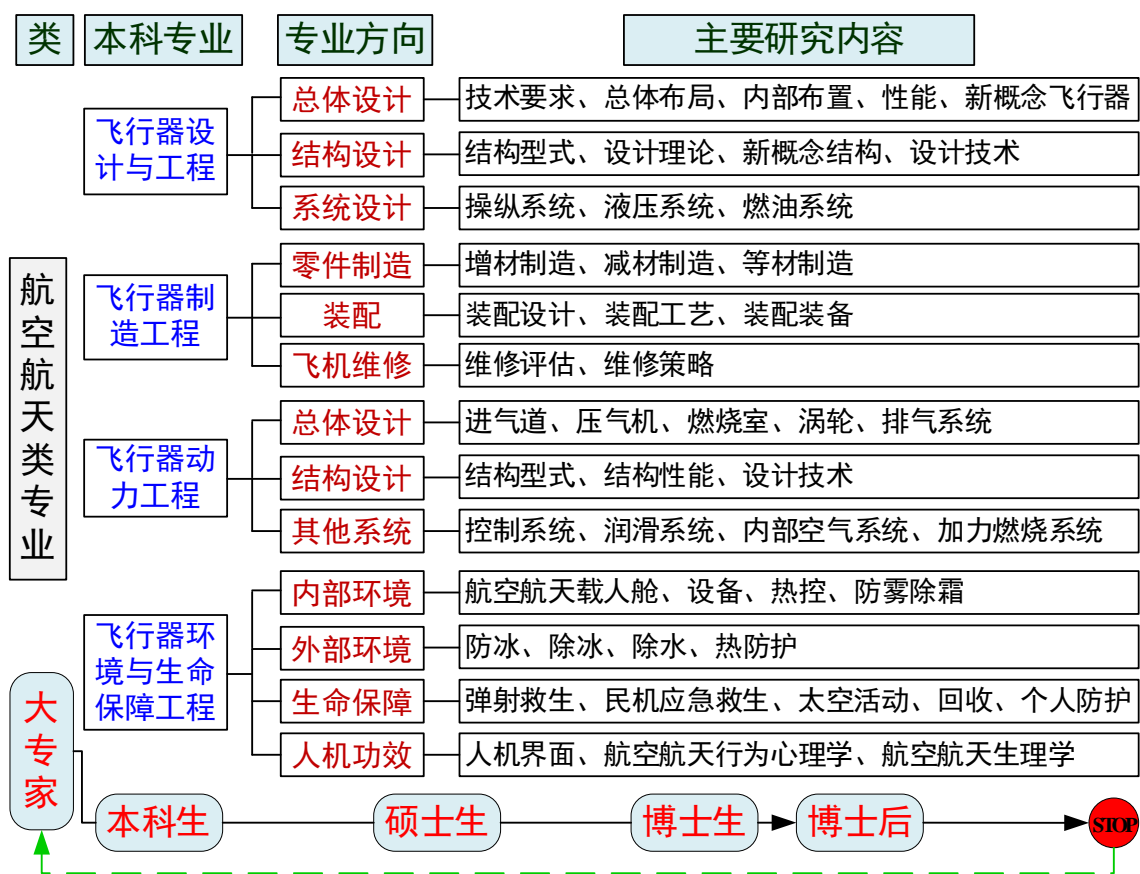 类 本科专业 专业方向 主要研究内容
航空航天类专业
飞行器设
计与工程
总体设计 技术要求、总体布局、内部布置、性能、新概念飞行器
结构设计 结构型式、设计理论、新概念结构、设计技术
系统设计 操纵系统、液压系统、燃油系统
飞行器制
造工程
零件制造 增材制造、减材制造、等材制造
装配 装配设计、装配工艺、装配装备
飞机维修 维修评估、维修策略
飞行器动
力工程
总体设计 进气道、压气机、燃烧室、涡轮、排气系统
结构设计 结构型式、结构性能、设计技术
其他系统 控制系统、润滑系统、内部空气系统、加力燃烧系统
飞行器环
境与生命
保障工程
内部环境 航空航天载人舱、设备、热控、防雾除霜
外部环境 防冰、除冰、除水、热防护
生命保障 弹射救生、民机应急救生、太空活动、回收、个人防护
人机功效 人机界面、航空航天行为心理学、航空航天生理学
大专家
本科生 硕士生 博士生 博士后 STOP